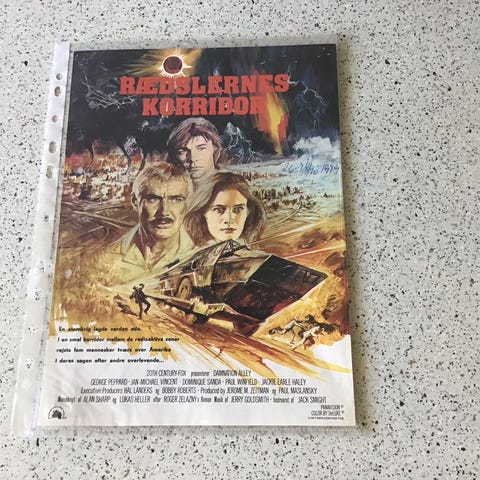 RÆDSLERNES
KORRIDOR
En atomkrig lagde verden øde.
I en smal korridor mellem de radioaktive zoner
rejste fem mennesker tværs over Amerika
I deres søgen efter andre overlevende...
20TH CENTURY-FOX præsenterer DAMNATION ALLEY
GEORGE PEPPARD · JAN-MICHAEL VINCENT · DOMINIQUE SANDA · PAUL WINFIELD · JACKIE EARLE HALEY
Executive Producers HAL LANDERS og BOBBY ROBERTS · Produced by JEROME M. ZEITMAN og PAUL MASLANSKY
Manuskript af ALAN SHARP og LUKAS HELLER efter ROGER ZELAZNY's Roman Musik af JERRY GOLDSMITH · Instrueret af JACK SMIGHT
PANAVISION®
COLOR BY DeLUXE®